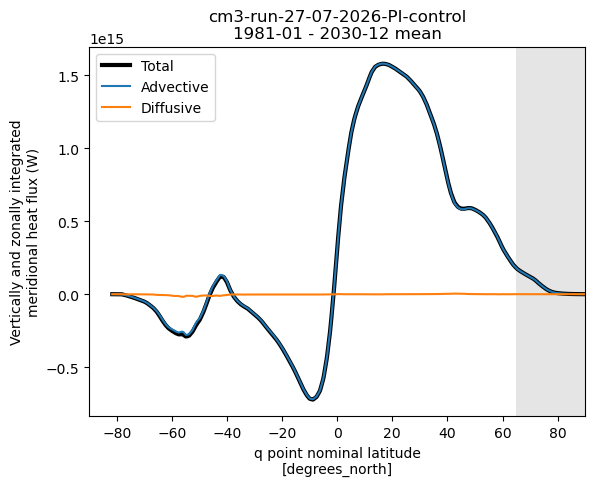 cm3-run-27-07-2026-PI-control
1981-01 - 2030-12 mean
1e15
Total
Advective
Diffusive
1.5
1.0
0.5
0.0
−0.5
Vertically and zonally integrated
meridional heat flux (W)
−80 −60 −40 −20 0 20 40 60 80
q point nominal latitude
[degrees_north]